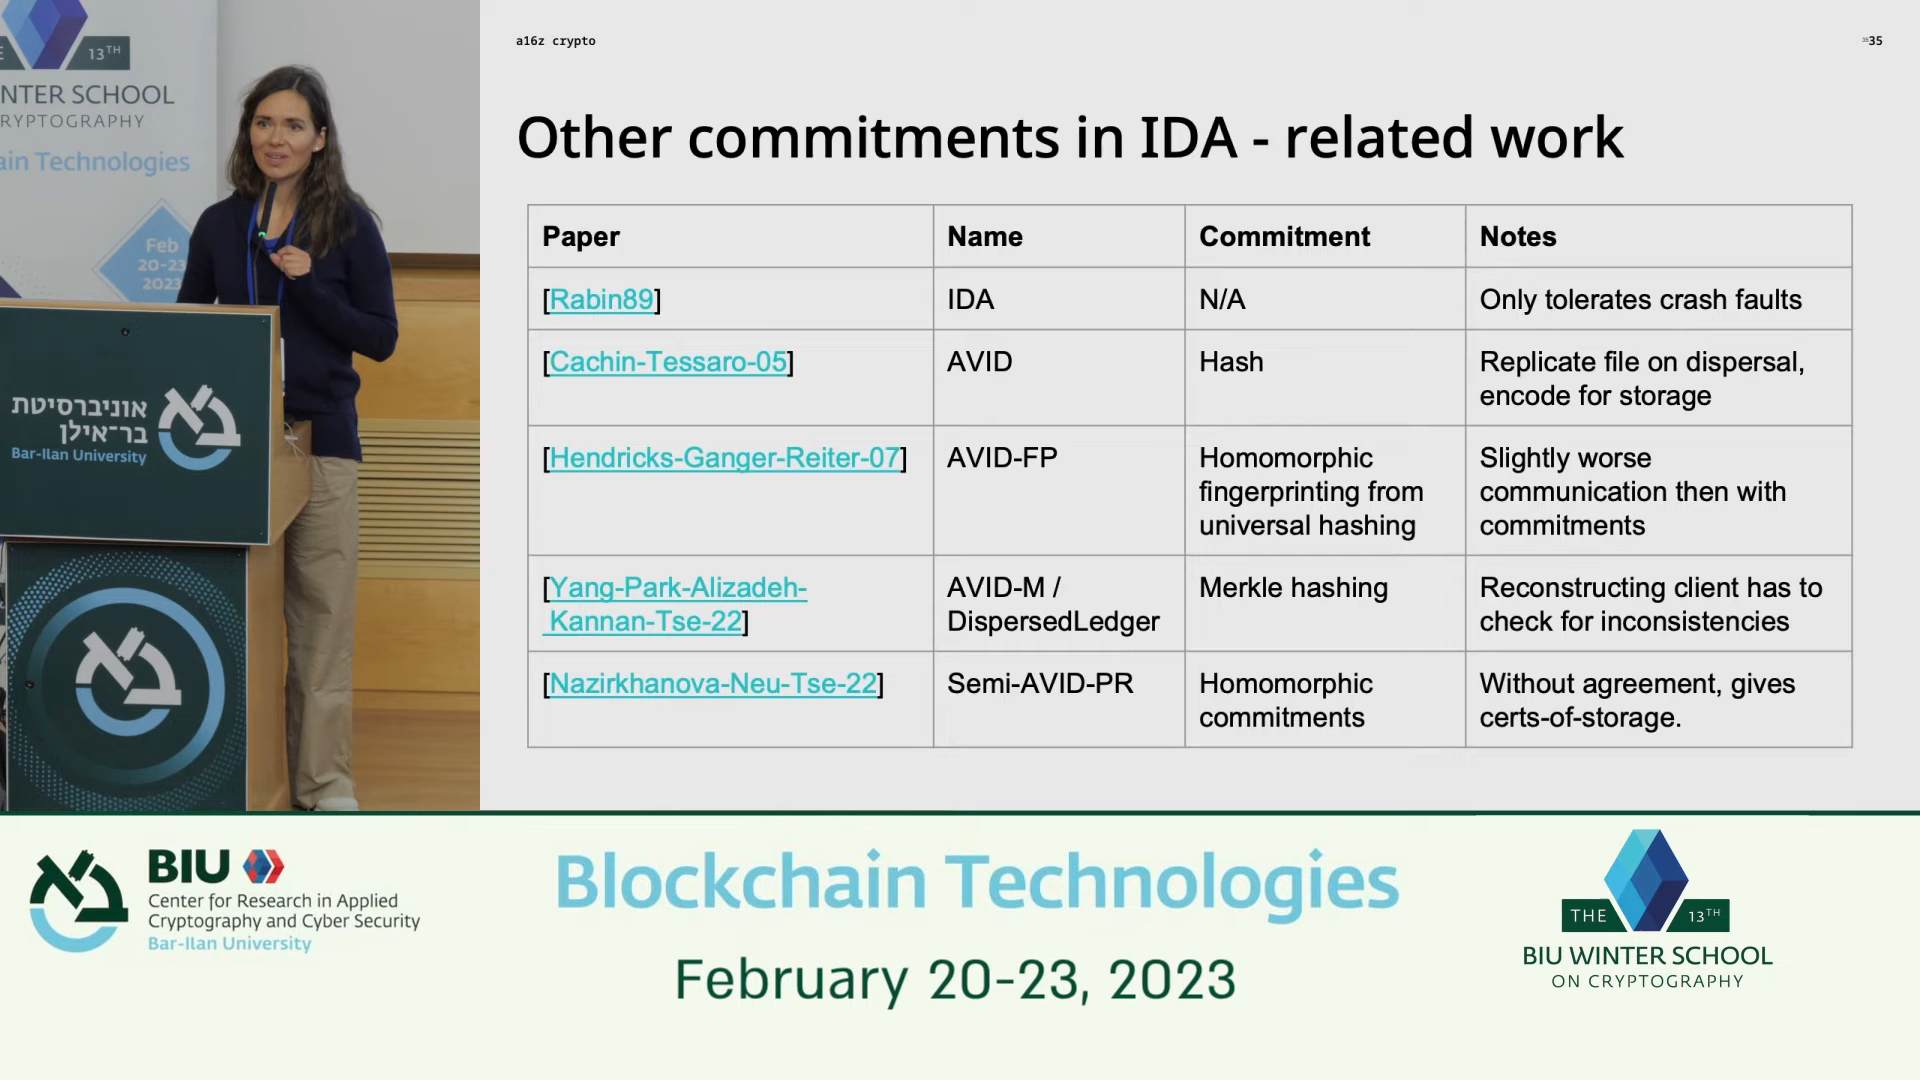 13TH
NTER SCHOOL
RYPTOGRAPHY
ain Technologies
Feb
20-23
2023
אוניברסיטת
בר־אילן
Bar-Ilan University
a16z crypto
35
Other commitments in IDA - related work
Paper Name Commitment Notes
[Rabin89] IDA N/A Only tolerates crash faults
[Cachin-Tessaro-05] AVID Hash Replicate file on dispersal,
encode for storage
[Hendricks-Ganger-Reiter-07] AVID-FP Homomorphic Slightly worse
fingerprinting from communication then with
universal hashing commitments
[Yang-Park-Alizadeh- AVID-M / Merkle hashing Reconstructing client has to
Kannan-Tse-22] DispersedLedger check for inconsistencies
[Nazirkhanova-Neu-Tse-22] Semi-AVID-PR Homomorphic Without agreement, gives
commitments certs-of-storage.
BIU
Center for Research in Applied
Cryptography and Cyber Security
Bar-Ilan University
Blockchain Technologies
February 20-23, 2023
THE 13TH
BIU WINTER SCHOOL
ON CRYPTOGRAPHY